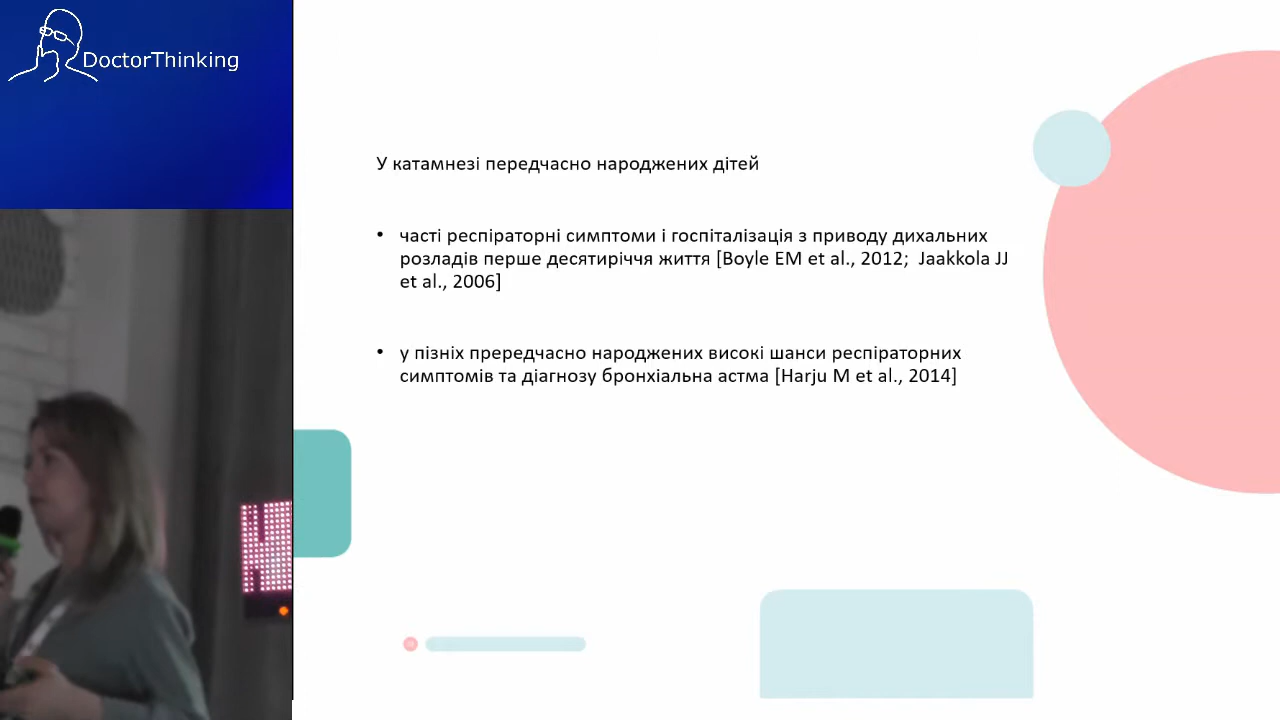 DoctorThinking
У катамнезі передчасно народжених дітей
• часті респіраторні симптоми і госпіталізація з приводу дихальних
розладів перше десятиріччя життя [Boyle EM et al., 2012; Jaakkola JJ
et al., 2006]
• у пізніх прередчасно народжених високі шанси респіраторних
симптомів та діагнозу бронхіальна астма [Harju M et al., 2014]